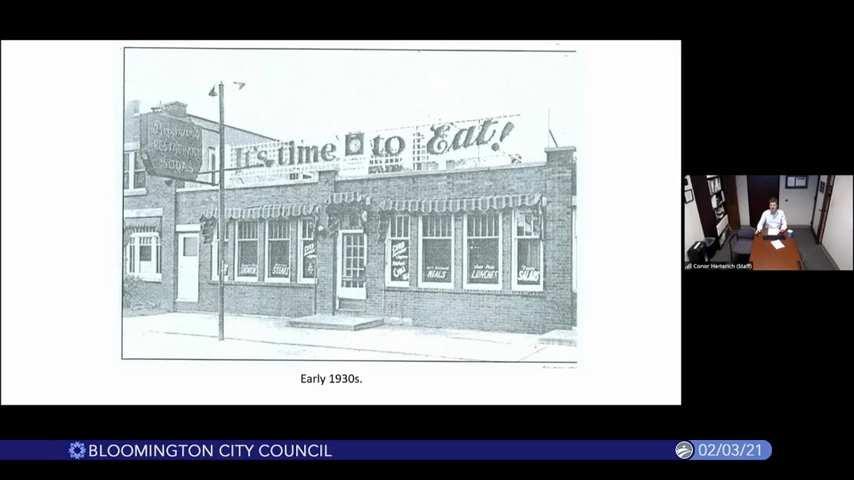 RESTAURANT
SODAS
It's time to Eat!
STEAKS
MEALS
LUNCHES
SALADS
Early 1930s.
Conor Herterich (Staff)
BLOOMINGTON CITY COUNCIL
02/03/21